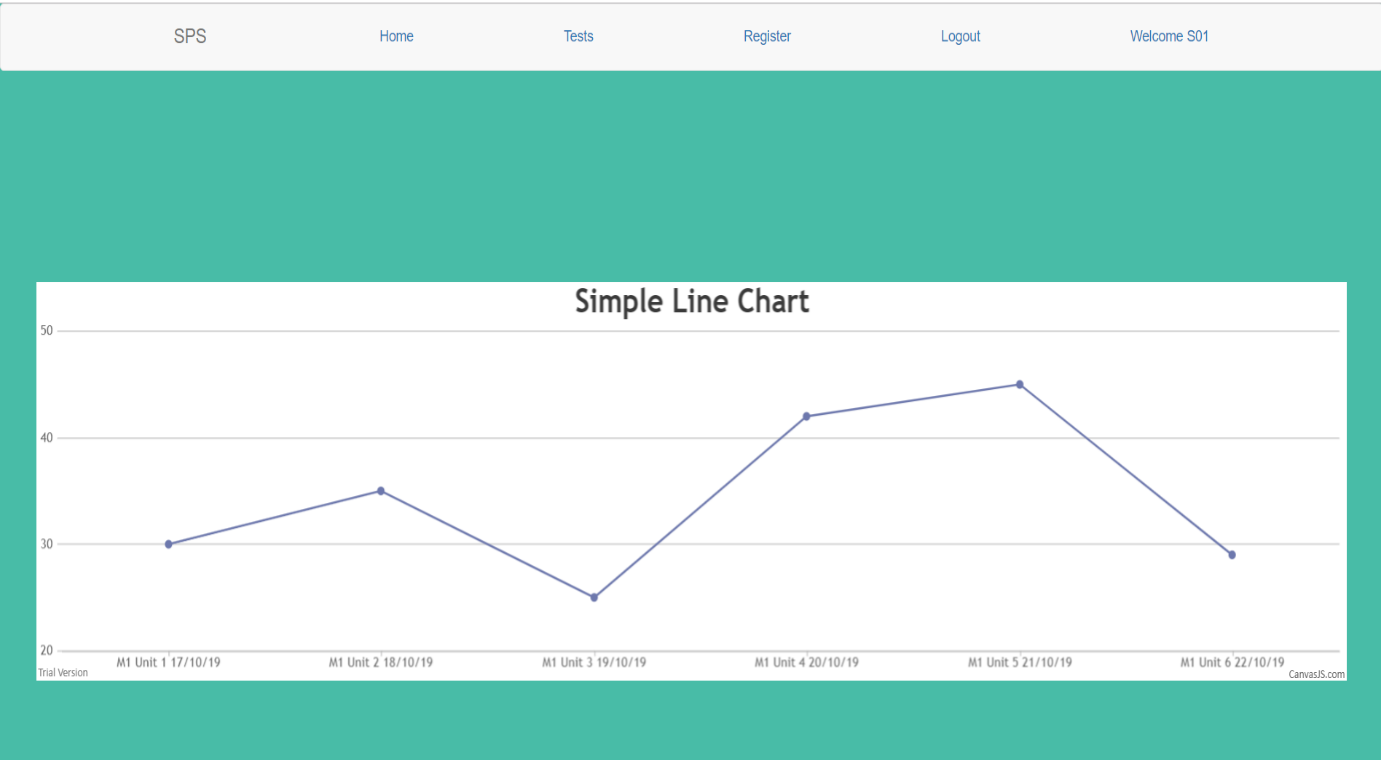 SPS Home Tests Register Logout Welcome S01
Simple Line Chart
50
40
30
20
M1 Unit 1 17/10/19 M1 Unit 2 18/10/19 M1 Unit 3 19/10/19 M1 Unit 4 20/10/19 M1 Unit 5 21/10/19 M1 Unit 6 22/10/19
Trial Version CanvasJS.com